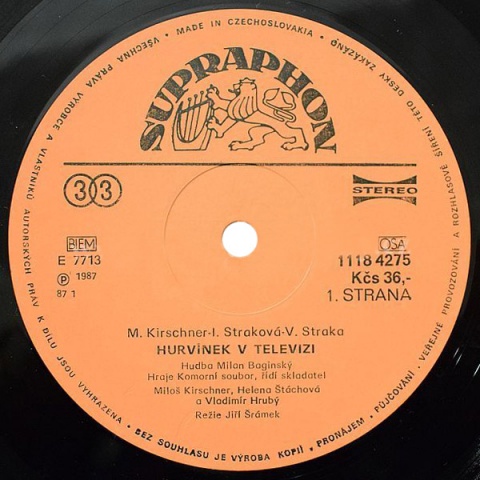 MADE IN CZECHOSLOVAKIA • VŠECHNA PRÁVA VÝROBCE A VLASTNÍKŮ AUTORSKÝCH PRÁV K DÍLU JSOU VYHRAZENA • BEZ SOUHLASU JE VÝROBA KOPIÍ, PRONÁJEM, PŮJČOVÁNÍ, VEŘEJNÉ PROVOZOVÁNÍ A ROZHLASOVÉ ŠÍŘENÍ TÉTO DESKY ZAKÁZÁNO •
SUPRAPHON
33
STEREO
BIEM
OSA
E 7713
1118 4275
℗ 1987
Kčs 36,-
87 1
1. STRANA
M. Kirschner-I. Straková-V. Straka
HURVÍNEK V TELEVIZI
Hudba Milan Baginský
Hraje Komorní soubor, řídí skladatel
Miloš Kirschner, Helena Štáchová
a Vladimír Hrubý
Režie Jiří Šrámek